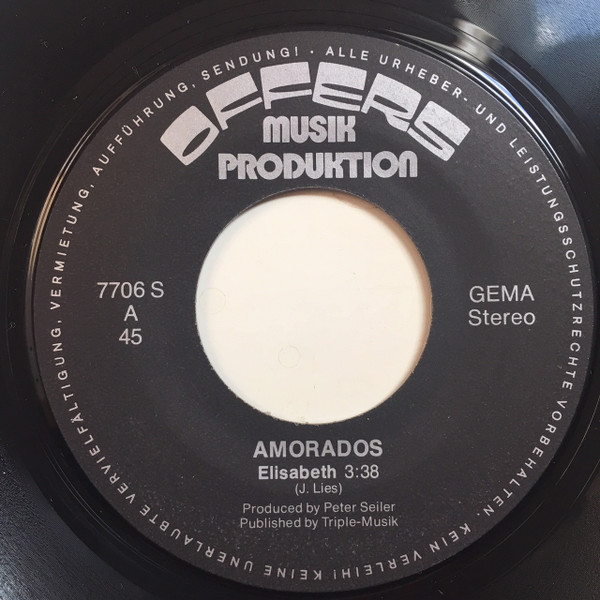 ALLE URHEBER- UND LEISTUNGSSCHUTZRECHTE VORBEHALTEN. KEIN VERLEIH! KEINE UNERLAUBTE VERVIELFÄLTIGUNG, VERMIETUNG, AUFFÜHRUNG, SENDUNG! ·
OFFERS
MUSIK
PRODUKTION
7706 S
A
45
GEMA
Stereo
AMORADOS
Elisabeth 3:38
(J. Lies)
Produced by Peter Seiler
Published by Triple-Musik